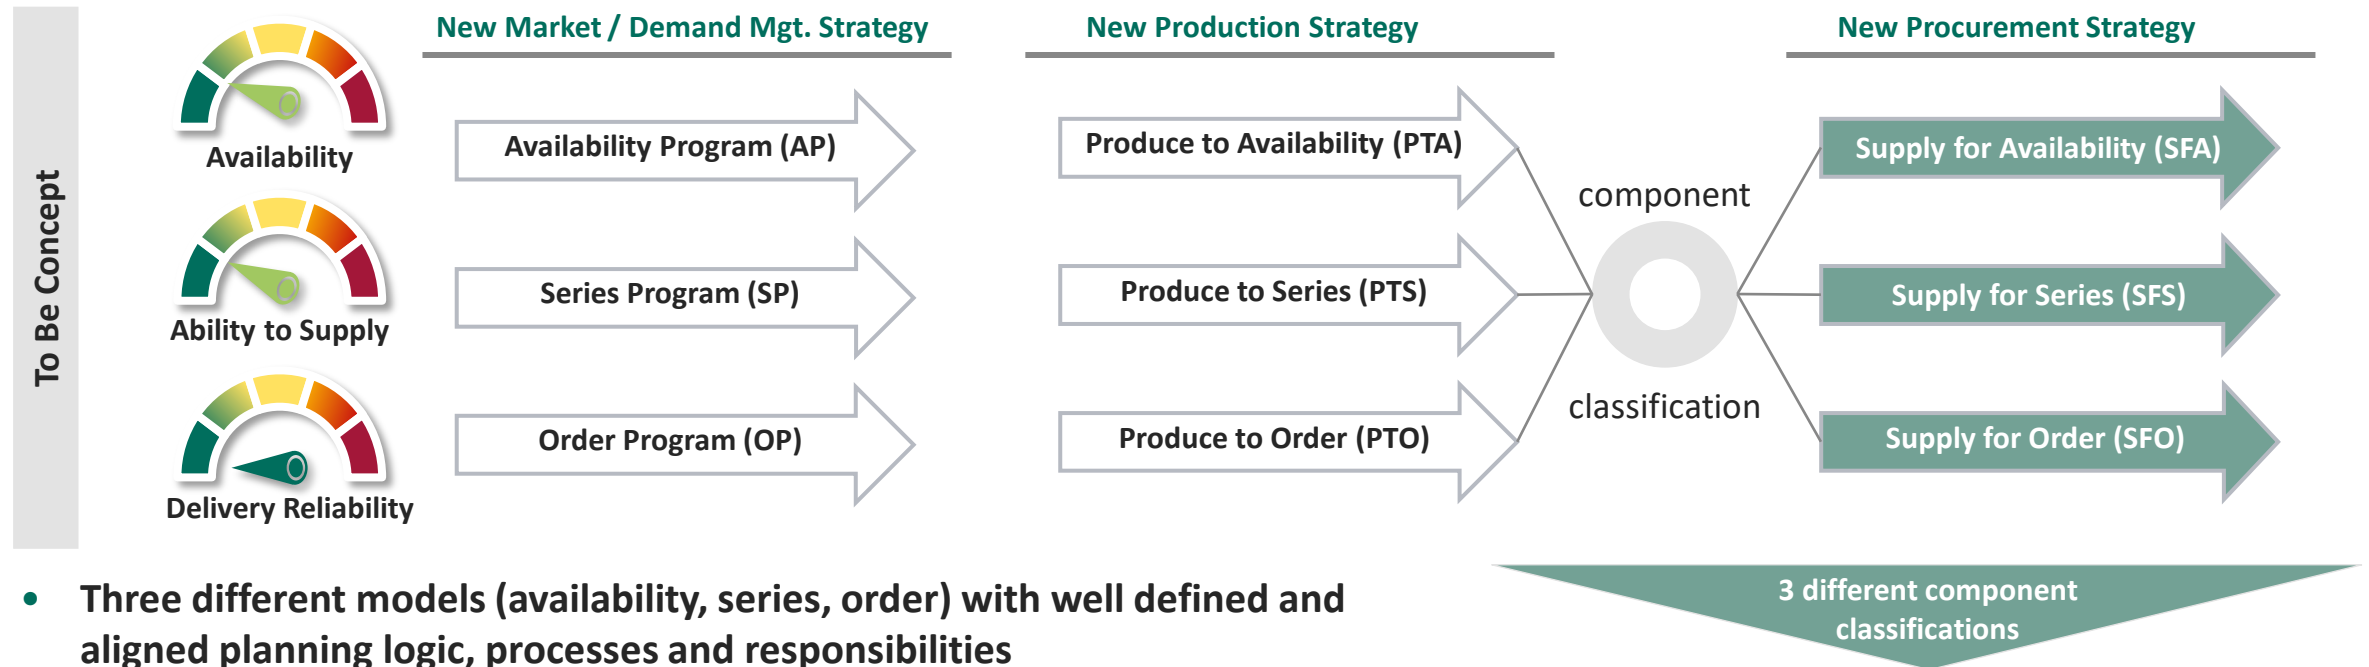 To Be Concept
New Market / Demand Mgt. Strategy
New Production Strategy
New Procurement Strategy
Availability
Availability Program (AP)
Produce to Availability (PTA)
Supply for Availability (SFA)
component
Ability to Supply
Series Program (SP)
Produce to Series (PTS)
Supply for Series (SFS)
classification
Delivery Reliability
Order Program (OP)
Produce to Order (PTO)
Supply for Order (SFO)
• Three different models (availability, series, order) with well defined and
aligned planning logic, processes and responsibilities
3 different component
classifications